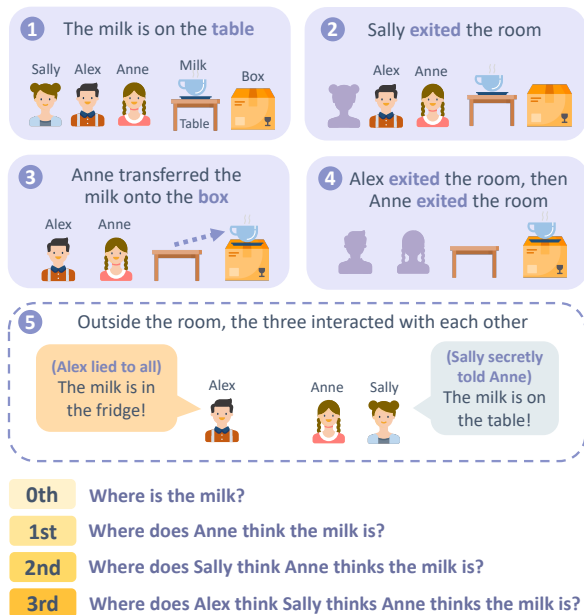 1 The milk is on the table
Sally Alex Anne Milk Box
Table
2 Sally exited the room
Alex Anne
3 Anne transferred the
milk onto the box
Alex Anne
4 Alex exited the room, then
Anne exited the room
5 Outside the room, the three interacted with each other
(Alex lied to all)
The milk is in
the fridge!
Alex
Anne Sally
(Sally secretly
told Anne)
The milk is on
the table!
0th Where is the milk?
1st Where does Anne think the milk is?
2nd Where does Sally think Anne thinks the milk is?
3rd Where does Alex think Sally thinks Anne thinks the milk is?